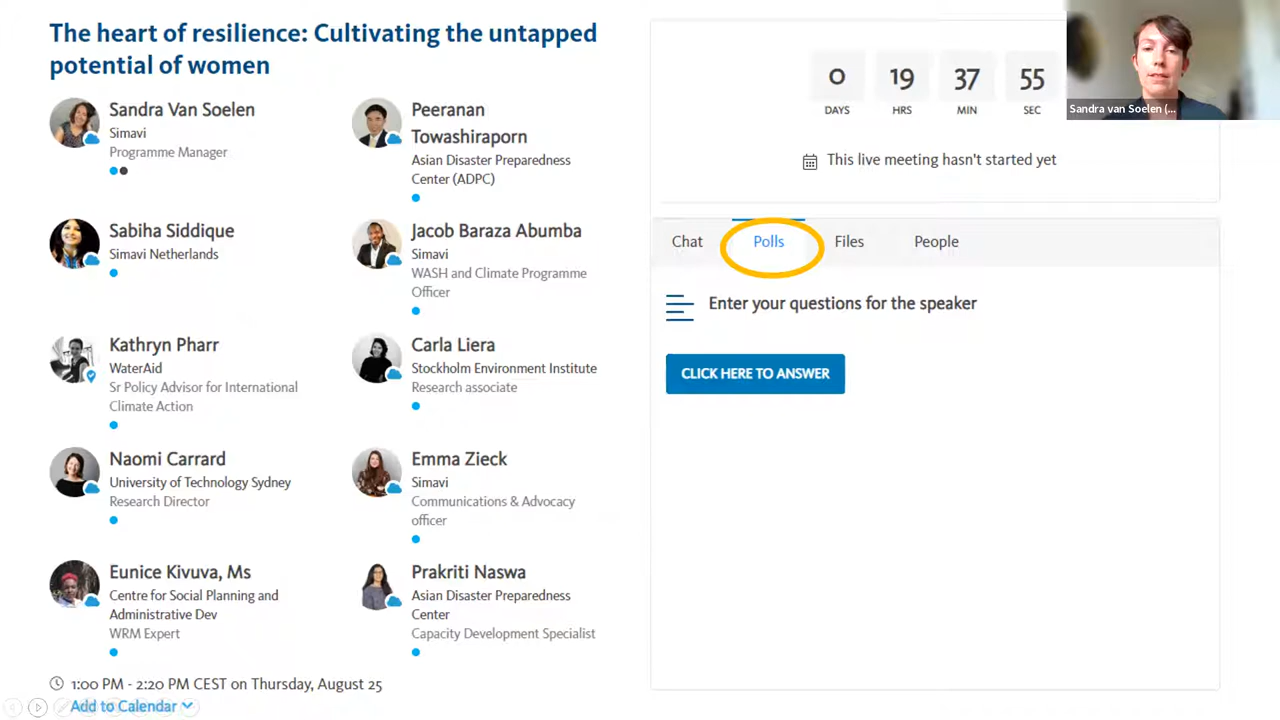 The heart of resilience: Cultivating the untapped
potential of women
Sandra Van Soelen
Simavi
Programme Manager
Peeranan
Towashiraporn
Asian Disaster Preparedness
Center (ADPC)
Sabiha Siddique
Simavi Netherlands
Jacob Baraza Abumba
Simavi
WASH and Climate Programme
Officer
Kathryn Pharr
WaterAid
Sr Policy Advisor for International
Climate Action
Carla Liera
Stockholm Environment Institute
Research associate
Naomi Carrard
University of Technology Sydney
Research Director
Emma Zieck
Simavi
Communications & Advocacy
officer
Eunice Kivuva, Ms
Centre for Social Planning and
Administrative Dev
WRM Expert
Prakriti Naswa
Asian Disaster Preparedness
Center
Capacity Development Specialist
1:00 PM - 2:20 PM CEST on Thursday, August 25
Add to Calendar
0 19 37 55
DAYS HRS MIN SEC
Sandra van Soelen (...
This live meeting hasn't started yet
Chat Polls Files People
Enter your questions for the speaker
CLICK HERE TO ANSWER